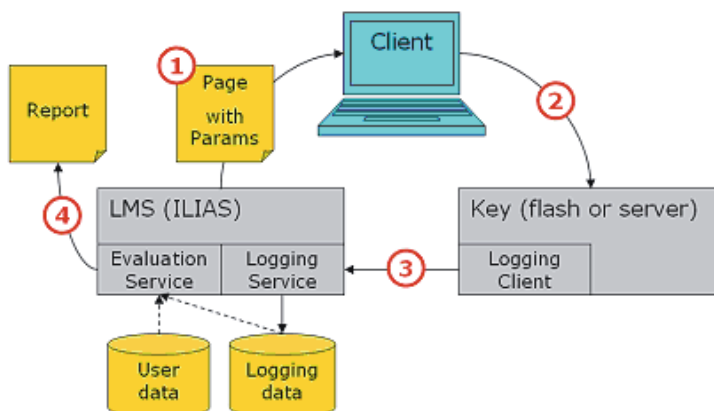 1
Client
Page
with
Params
2
Report
4
LMS (ILIAS)
Key (flash or server)
Evaluation
Service
Logging
Service
3
Logging
Client
User
data
Logging
data